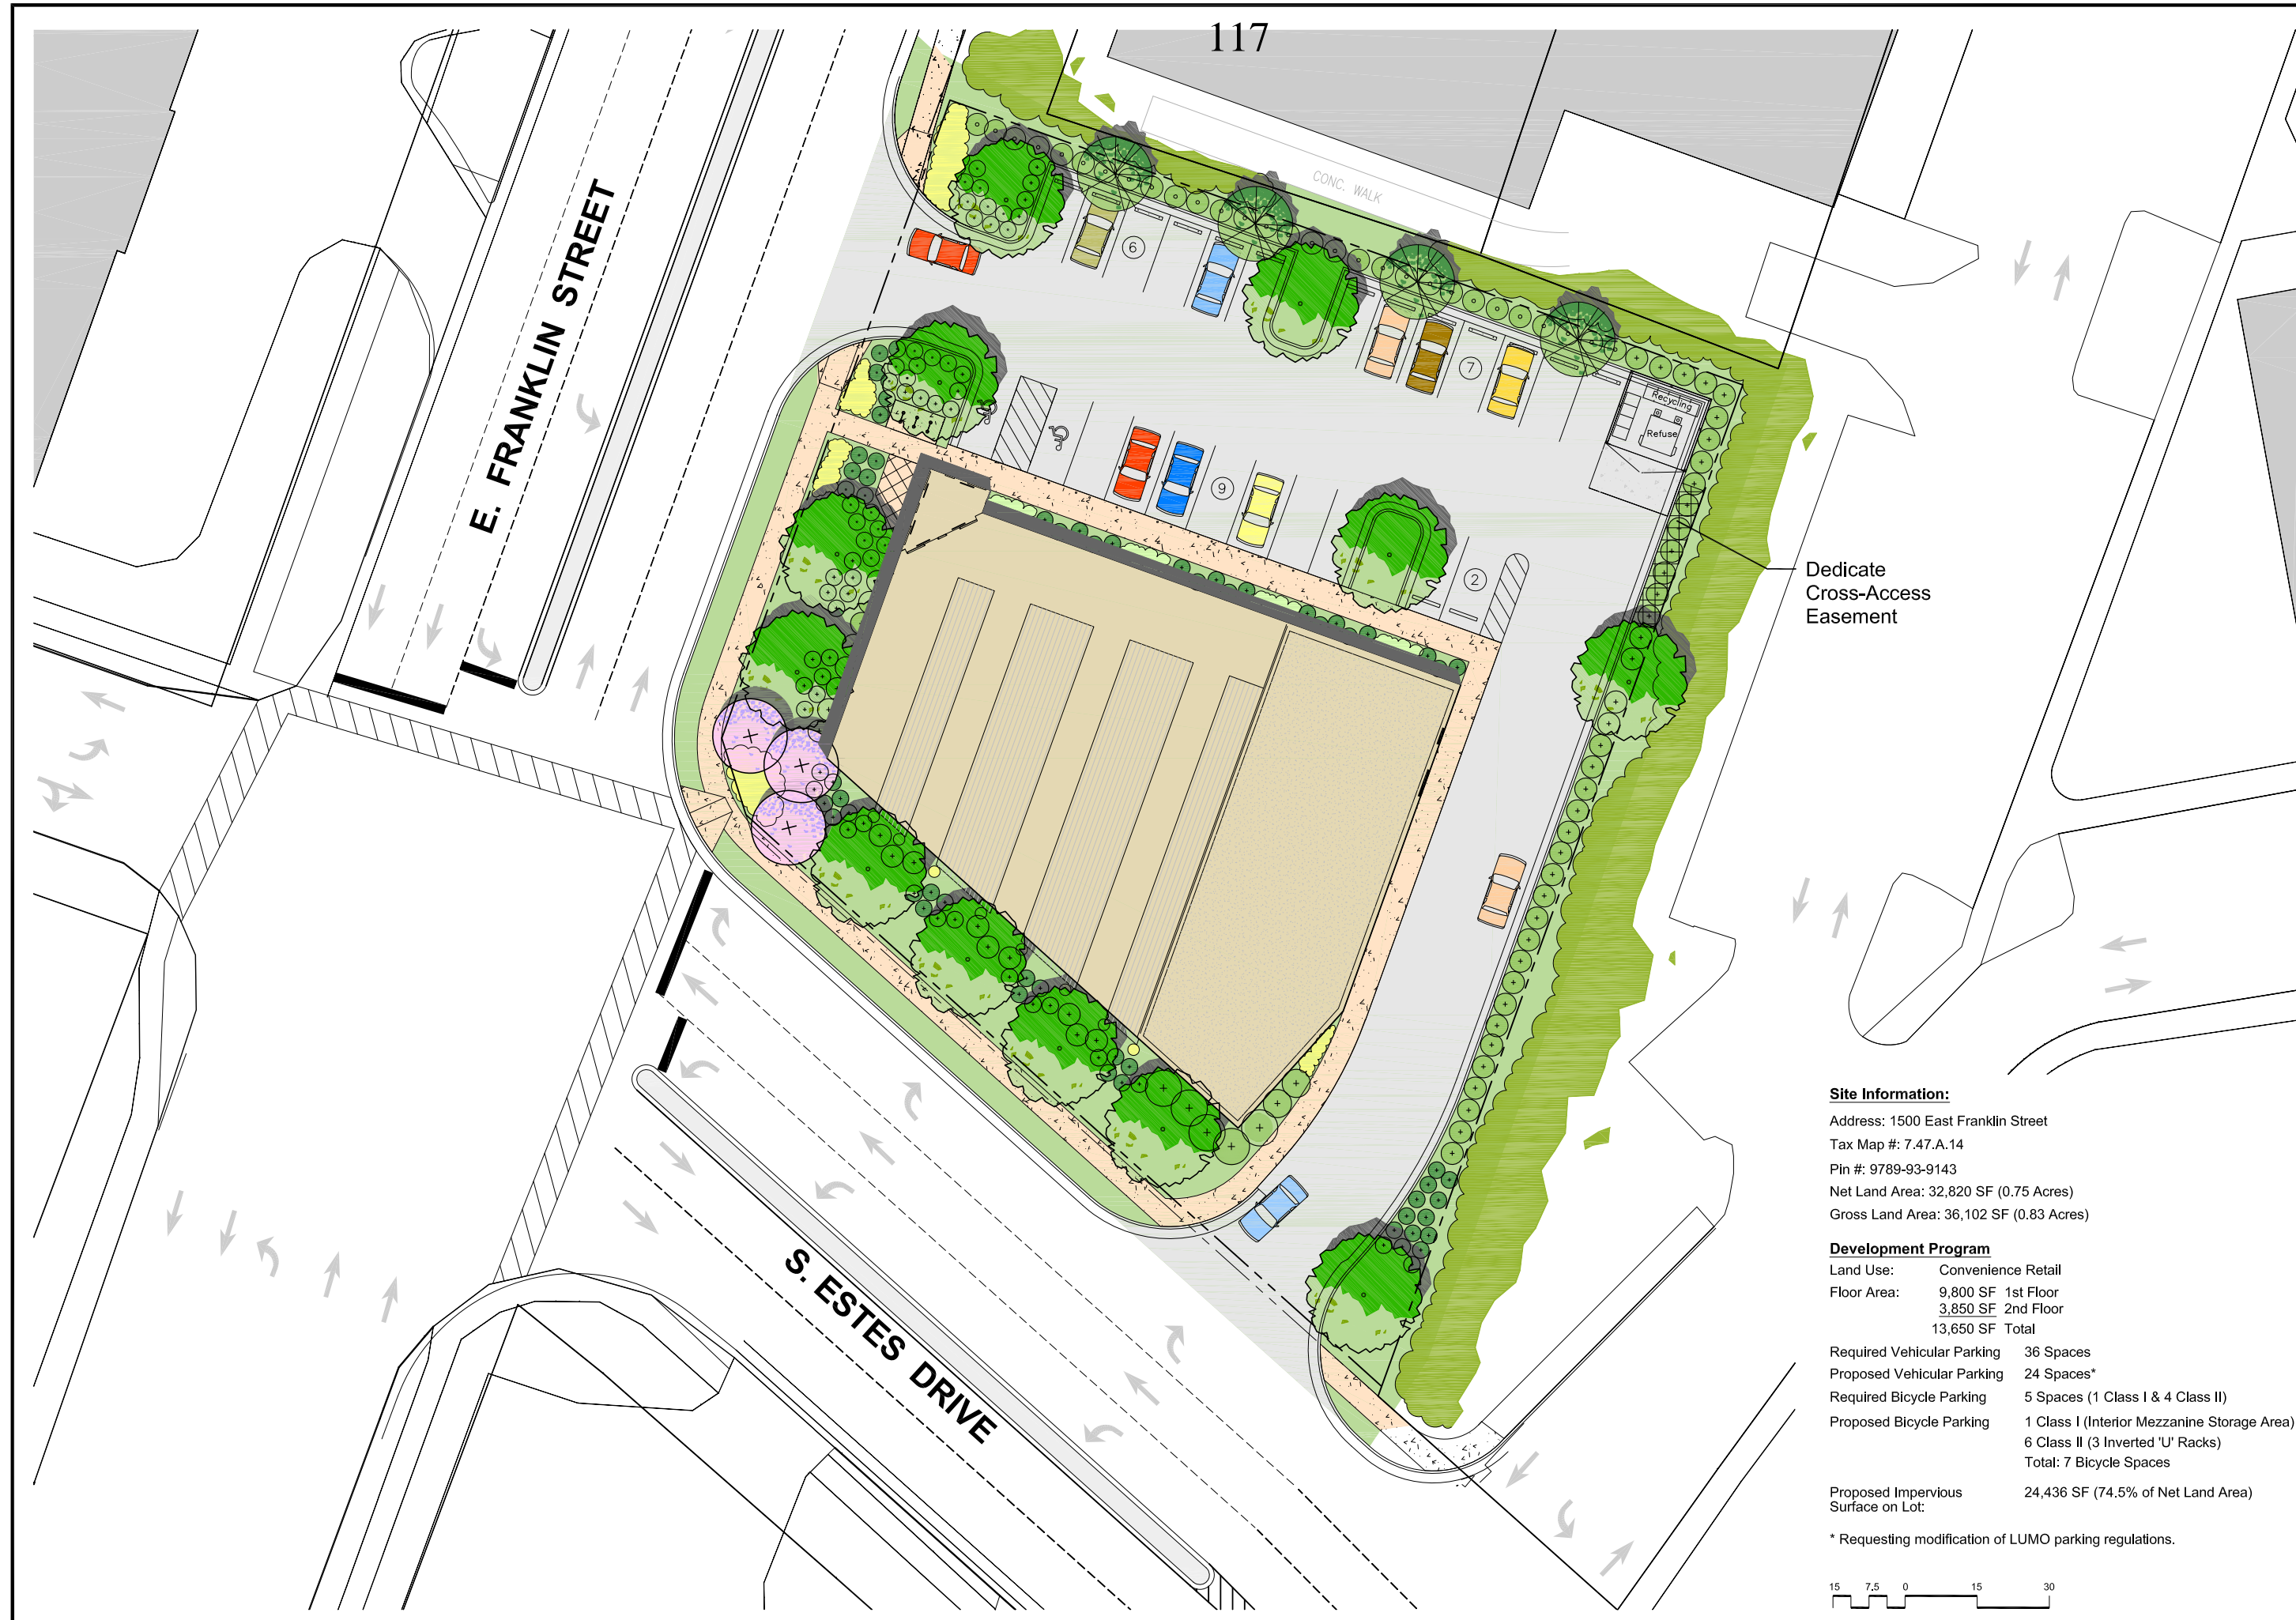 117
CONC. WALK
E. FRANKLIN STREET
6
7
Recycling
Refuse
9
2
Dedicate
Cross-Access
Easement
S. ESTES DRIVE
Site Information:
Address: 1500 East Franklin Street
Tax Map #: 7.47.A.14
Pin #: 9789-93-9143
Net Land Area: 32,820 SF (0.75 Acres)
Gross Land Area: 36,102 SF (0.83 Acres)
Development Program
Land Use: Convenience Retail
Floor Area: 9,800 SF 1st Floor
3,850 SF 2nd Floor
13,650 SF Total
Required Vehicular Parking 36 Spaces
Proposed Vehicular Parking 24 Spaces*
Required Bicycle Parking 5 Spaces (1 Class I & 4 Class II)
Proposed Bicycle Parking 1 Class I (Interior Mezzanine Storage Area)
6 Class II (3 Inverted 'U' Racks)
Total: 7 Bicycle Spaces
Proposed Impervious 24,436 SF (74.5% of Net Land Area)
Surface on Lot:
* Requesting modification of LUMO parking regulations.
15 7.5 0 15 30